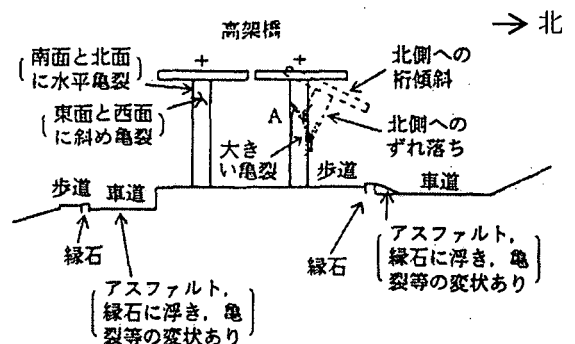 高架橋
北
南面と北面
に水平亀裂
東面と西面
に斜め亀裂
北側への
桁傾斜
A
北側への
ずれ落ち
大き
い亀裂
歩道
車道
歩道
車道
縁石
縁石
アスファルト,
縁石に浮き, 亀
裂等の変状あり
アスファルト,
縁石に浮き, 亀
裂等の変状あり